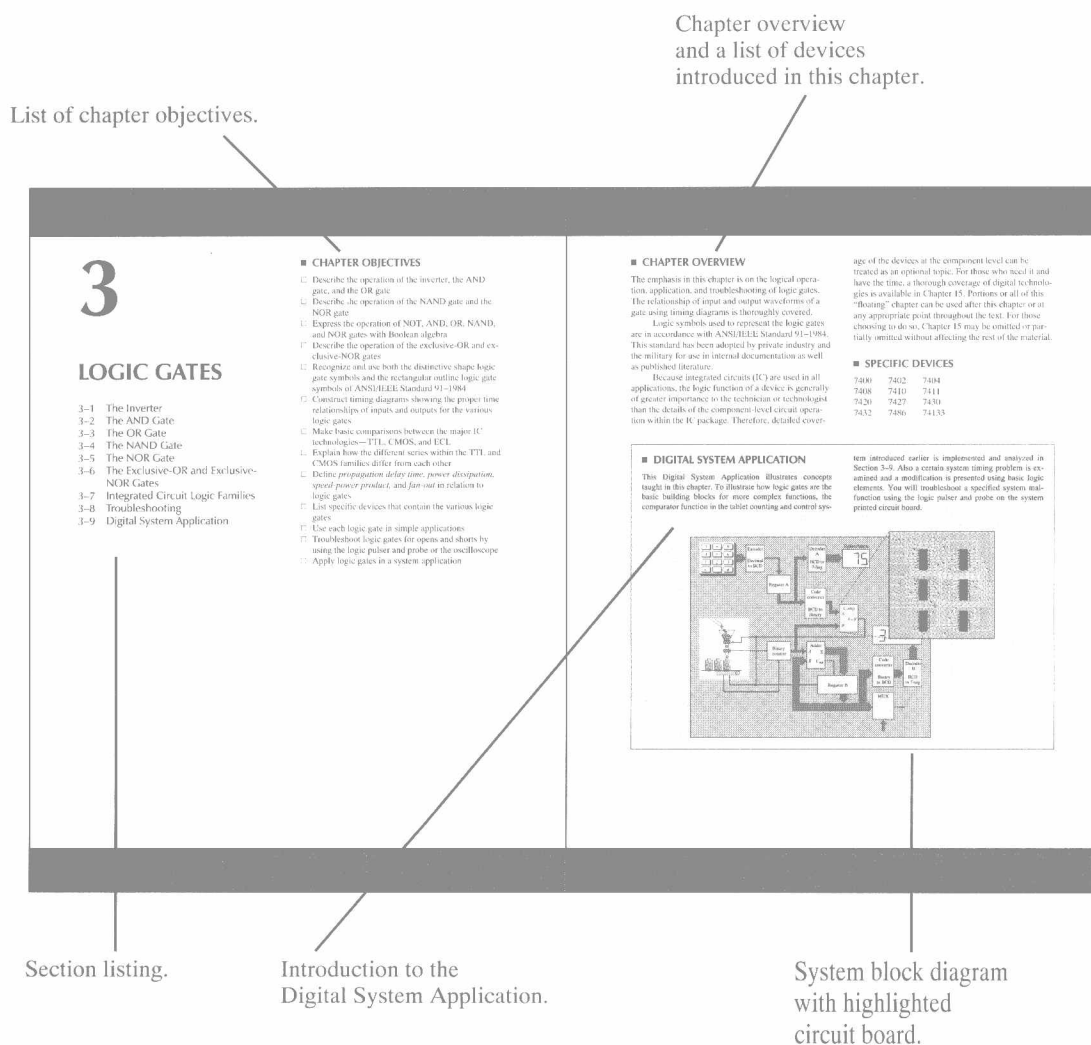 Chapter overview
and a list of devices
introduced in this chapter.
List of chapter objectives.
3
LOGIC GATES
3–1 The Inverter
3–2 The AND Gate
3–3 The OR Gate
3–4 The NAND Gate
3–5 The NOR Gate
3–6 The Exclusive-OR and Exclusive-
NOR Gates
3–7 Integrated Circuit Logic Families
3–8 Troubleshooting
3–9 Digital System Application
■ CHAPTER OBJECTIVES
□ Describe the operation of the inverter, the AND
gate, and the OR gate
□ Describe the operation of the NAND gate and the
NOR gate
□ Express the operation of NOT, AND, OR, NAND,
and NOR gates with Boolean algebra
□ Describe the operation of the exclusive-OR and ex-
clusive-NOR gates
□ Recognize and use both the distinctive shape logic
gate symbols and the rectangular outline logic gate
symbols of ANSI/IEEE Standard 91–1984
□ Construct timing diagrams showing the proper time
relationships of inputs and outputs for the various
logic gates
□ Make basic comparisons between the major IC
technologies—TTL, CMOS, and ECL
□ Explain how the different series within the TTL and
CMOS families differ from each other
□ Define propagation delay time, power dissipation,
speed-power product, and fan-out in relation to
logic gates
□ List specific devices that contain the various logic
gates
□ Use each logic gate in simple applications
□ Troubleshoot logic gates for opens and shorts by
using the logic pulser and probe or the oscilloscope
□ Apply logic gates in a system application
■ CHAPTER OVERVIEW
The emphasis in this chapter is on the logical opera-
tion, application, and troubleshooting of logic gates.
The relationship of input and output waveforms of a
gate using timing diagrams is thoroughly covered.
Logic symbols used to represent the logic gates
are in accordance with ANSI/IEEE Standard 91–1984.
This standard has been adopted by private industry and
the military for use in internal documentation as well
as published literature.
Because integrated circuits (IC) are used in all
applications, the logic function of a device is generally
of greater importance to the technician or technologist
than the details of the component-level circuit opera-
tion within the IC package. Therefore, detailed cover-
age of the devices at the component level can be
treated as an optional topic. For those who need it and
have the time, a thorough coverage of digital technolo-
gies is available in Chapter 15. Portions or all of this
"floating" chapter can be used after this chapter or at
any appropriate point throughout the text. For those
choosing to do so, Chapter 15 may be omitted or par-
tially omitted without affecting the rest of the material.
■ SPECIFIC DEVICES
7400 7402 7404
7408 7410 7411
7420 7427 7430
7432 7486 74133
■ DIGITAL SYSTEM APPLICATION
This Digital System Application illustrates concepts
taught in this chapter. To illustrate how logic gates are the
basic building blocks for more complex functions, the
comparator function in the tablet counting and control sys-
tem introduced earlier is implemented and analyzed in
Section 3–9. Also a certain system timing problem is ex-
amined and a modification is presented using basic logic
elements. You will troubleshoot a specified system mal-
function using the logic pulser and probe on the system
printed circuit board.
Encoder
Decimal
to BCD
Register A
Decoder
A
BCD to
7-seg
75
Code
converter
BCD to
Binary
Binary
counter
Adder
Register B
3
Code
converter
Binary
to BCD
Decoder
B
BCD
to 7-seg
MUX
Section listing.
Introduction to the
Digital System Application.
System block diagram
with highlighted
circuit board.